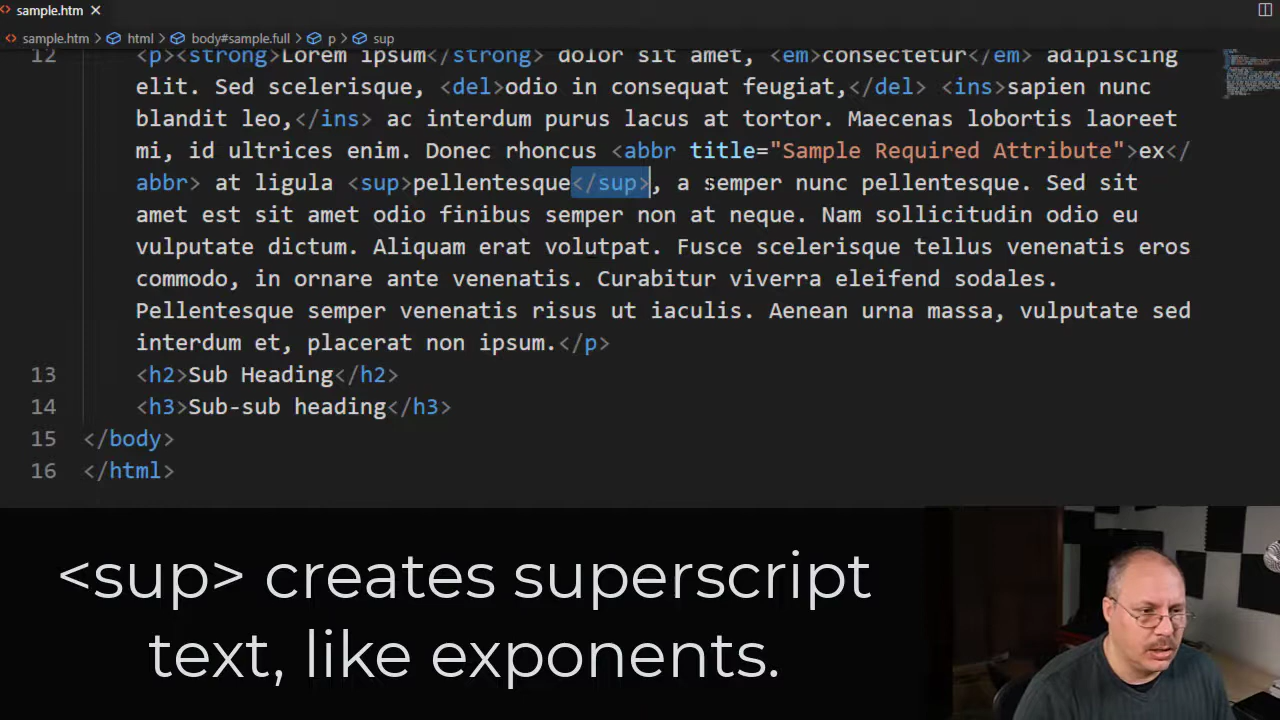 sample.htm
sample.htm > html > body#sample.full > p > sup
12 <p><strong>Lorem ipsum</strong> dolor sit amet, <em>consectetur</em> adipiscing
elit. Sed scelerisque, <del>odio in consequat feugiat,</del> <ins>sapien nunc
blandit leo,</ins> ac interdum purus lacus at tortor. Maecenas lobortis laoreet
mi, id ultrices enim. Donec rhoncus <abbr title="Sample Required Attribute">ex</
abbr> at ligula <sup>pellentesque</sup>, a semper nunc pellentesque. Sed sit
amet est sit amet odio finibus semper non at neque. Nam sollicitudin odio eu
vulputate dictum. Aliquam erat volutpat. Fusce scelerisque tellus venenatis eros
commodo, in ornare ante venenatis. Curabitur viverra eleifend sodales.
Pellentesque semper venenatis risus ut iaculis. Aenean urna massa, vulputate sed
interdum et, placerat non ipsum.</p>
13 <h2>Sub Heading</h2>
14 <h3>Sub-sub heading</h3>
15 </body>
16 </html>
<sup> creates superscript
text, like exponents.